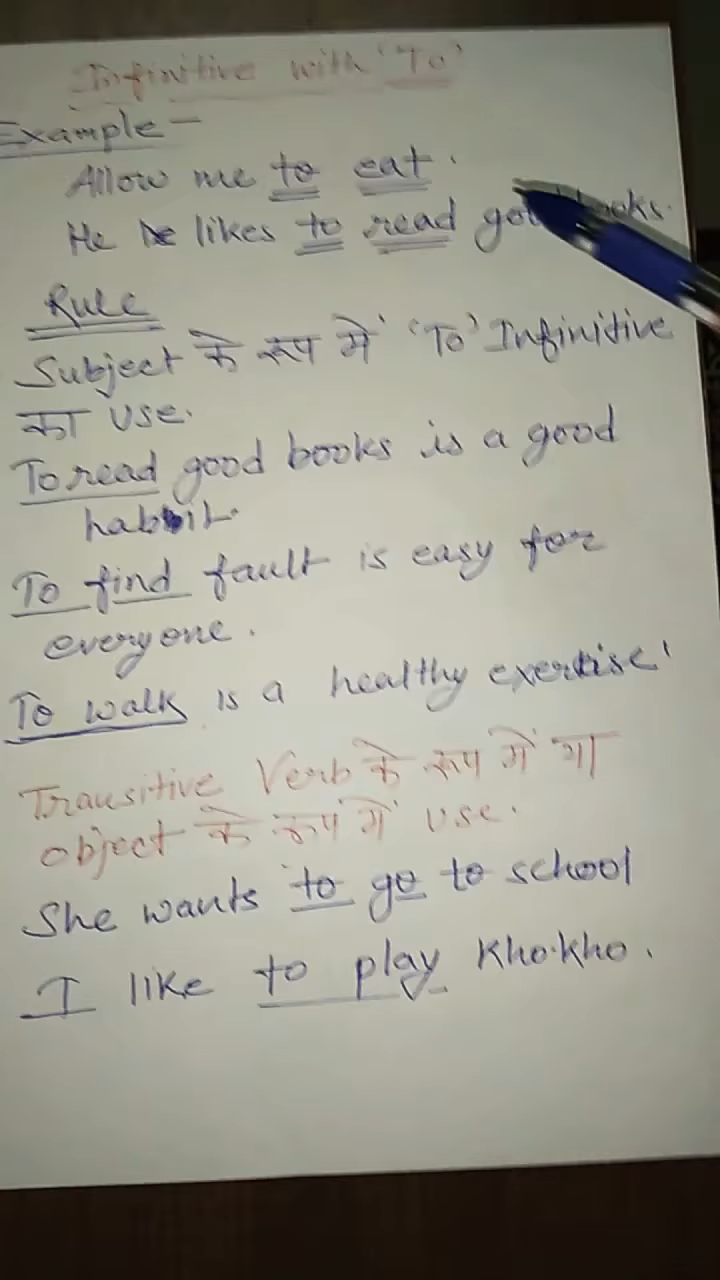 Infinitive with 'To'
Example -
Allow me to eat.
He likes to read books.
Rule
Subject के रूप में 'To' Infinitive
का use.
To read good books is a good
habit.
To find fault is easy for
everyone.
To walk is a healthy exercise.
Transitive Verb के रूप में या
object के रूप में use.
She wants to go to school
I like to play kho-kho.